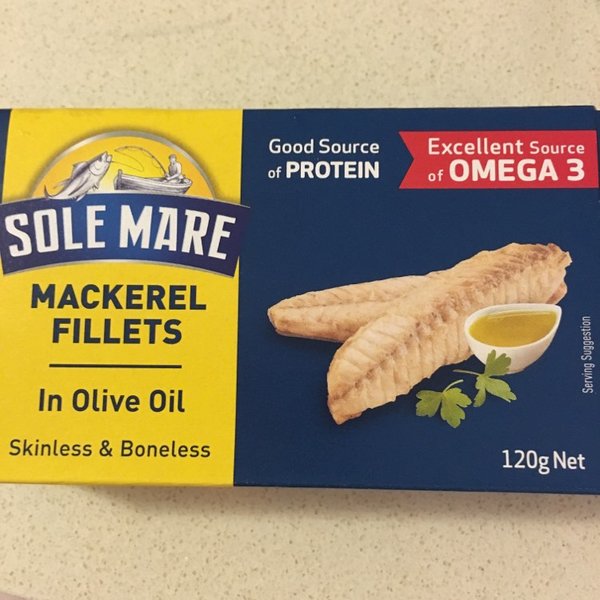 SOLE MARE
MACKEREL
FILLETS
In Olive Oil
Skinless & Boneless
Good Source
of PROTEIN
Excellent Source
of OMEGA 3
Serving Suggestion
120g Net